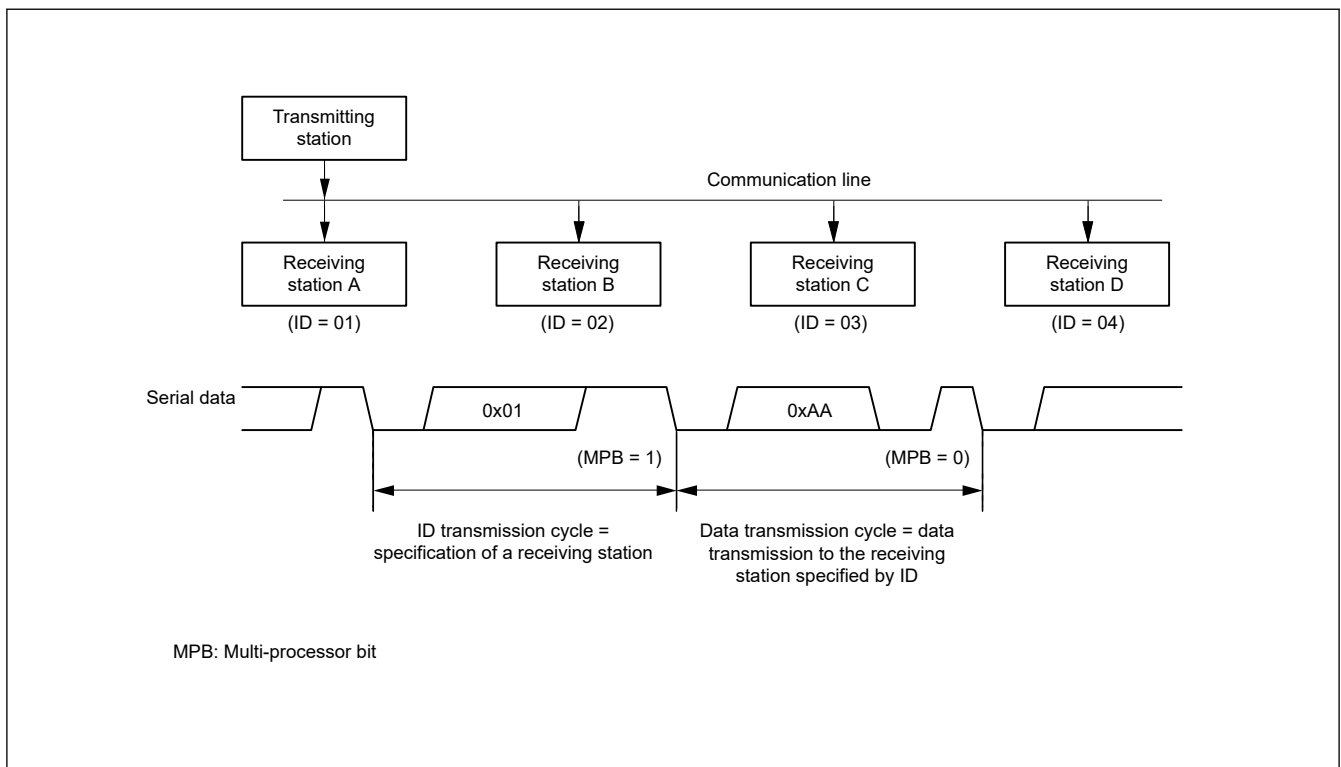 Transmitting
station
Communication line
Receiving
station A
Receiving
station B
Receiving
station C
Receiving
station D
(ID = 01)
(ID = 02)
(ID = 03)
(ID = 04)
Serial data
0x01
0xAA
(MPB = 1)
(MPB = 0)
ID transmission cycle =
specification of a receiving station
Data transmission cycle = data
transmission to the receiving
station specified by ID
MPB: Multi-processor bit